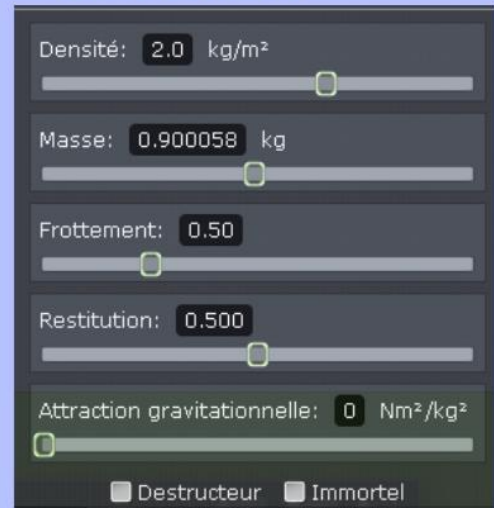 Densité: 2.0 kg/m²
Masse: 0.900058 kg
Frottement: 0.50
Restitution: 0.500
Attraction gravitationnelle: 0 Nm²/kg²
Destructeur Immortel